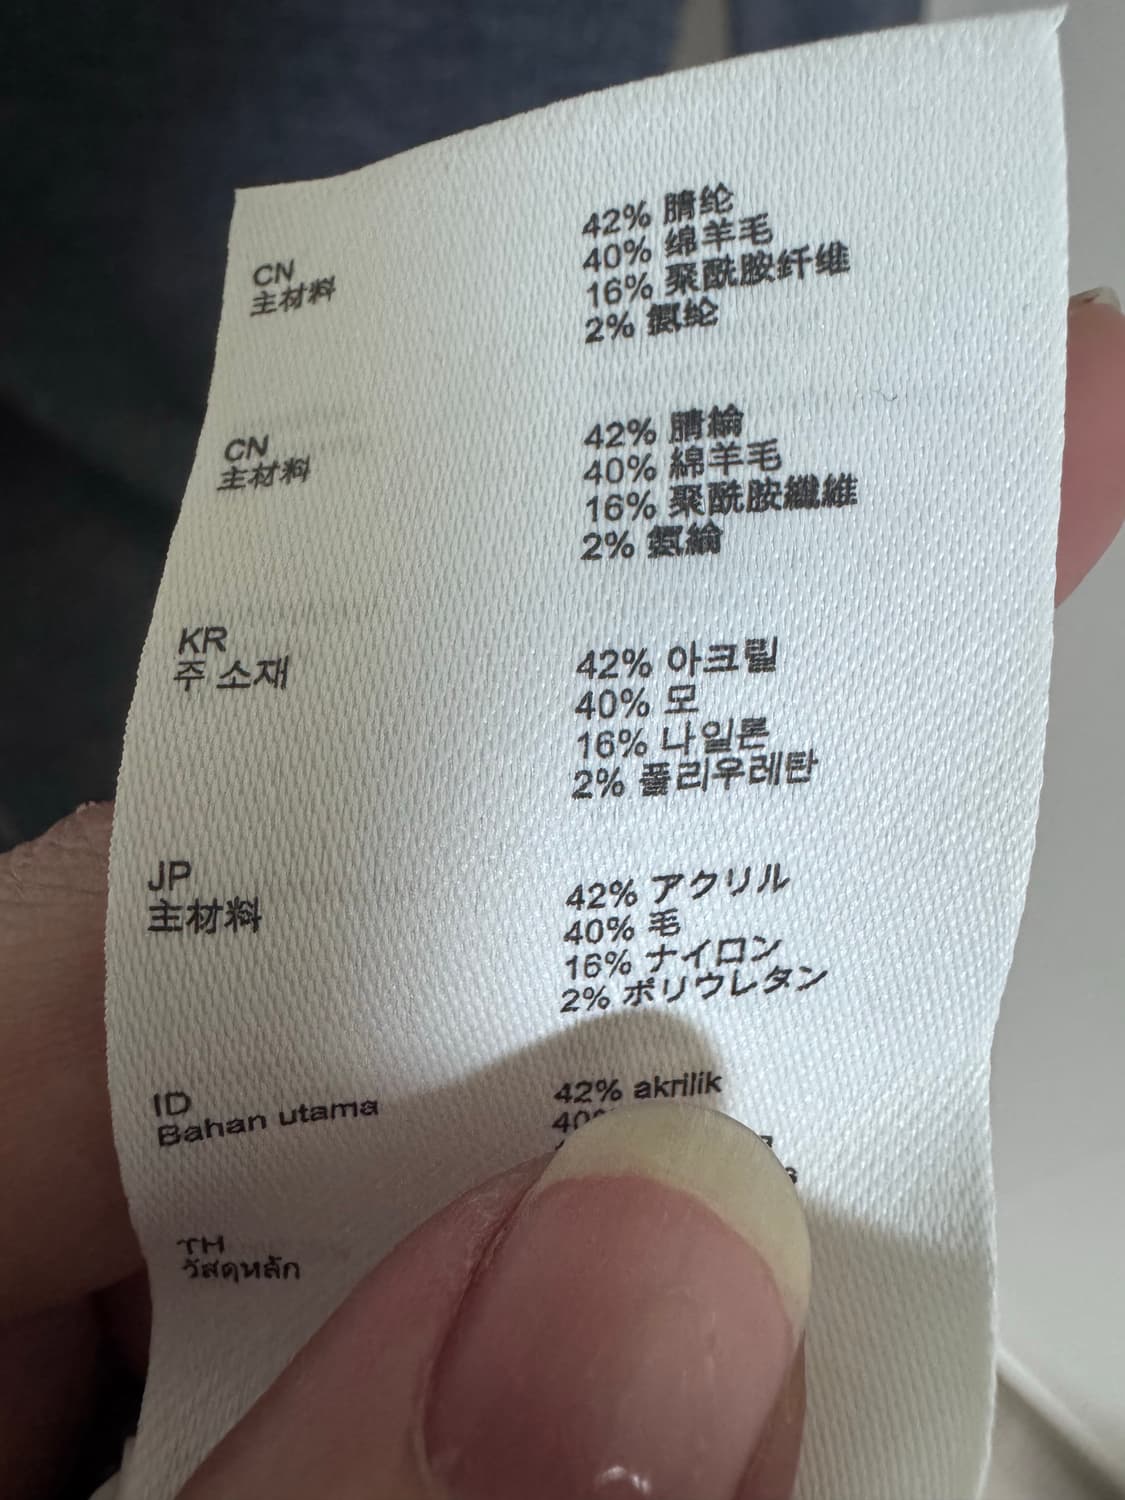 CN
主材料
42% 腈纶
40% 绵羊毛
16% 聚酰胺纤维
2% 氨纶
CN
主材料
42% 腈綸
40% 綿羊毛
16% 聚酰胺纖維
2% 氨綸
KR
주 소재
42% 아크릴
40% 모
16% 나일론
2% 폴리우레탄
JP
主材料
42% アクリル
40% 毛
16% ナイロン
2% ポリウレタン
ID
Bahan utama
42% akrilik
TH
วัสดุหลัก